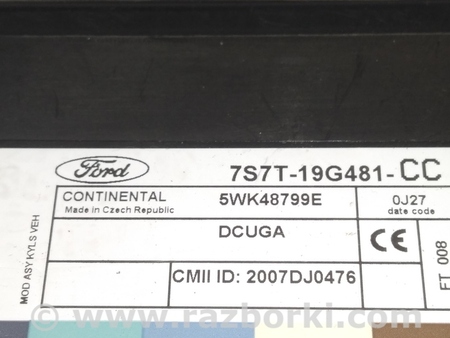 Ford
7S7T-19G481-CC
CONTINENTAL
Made in Czech Republic
5WK48799E
0J27
date code
DCUGA
CE
CMII ID: 2007DJ0476
FT 008
MOD ASY KYLS VEH
www.razborki.com